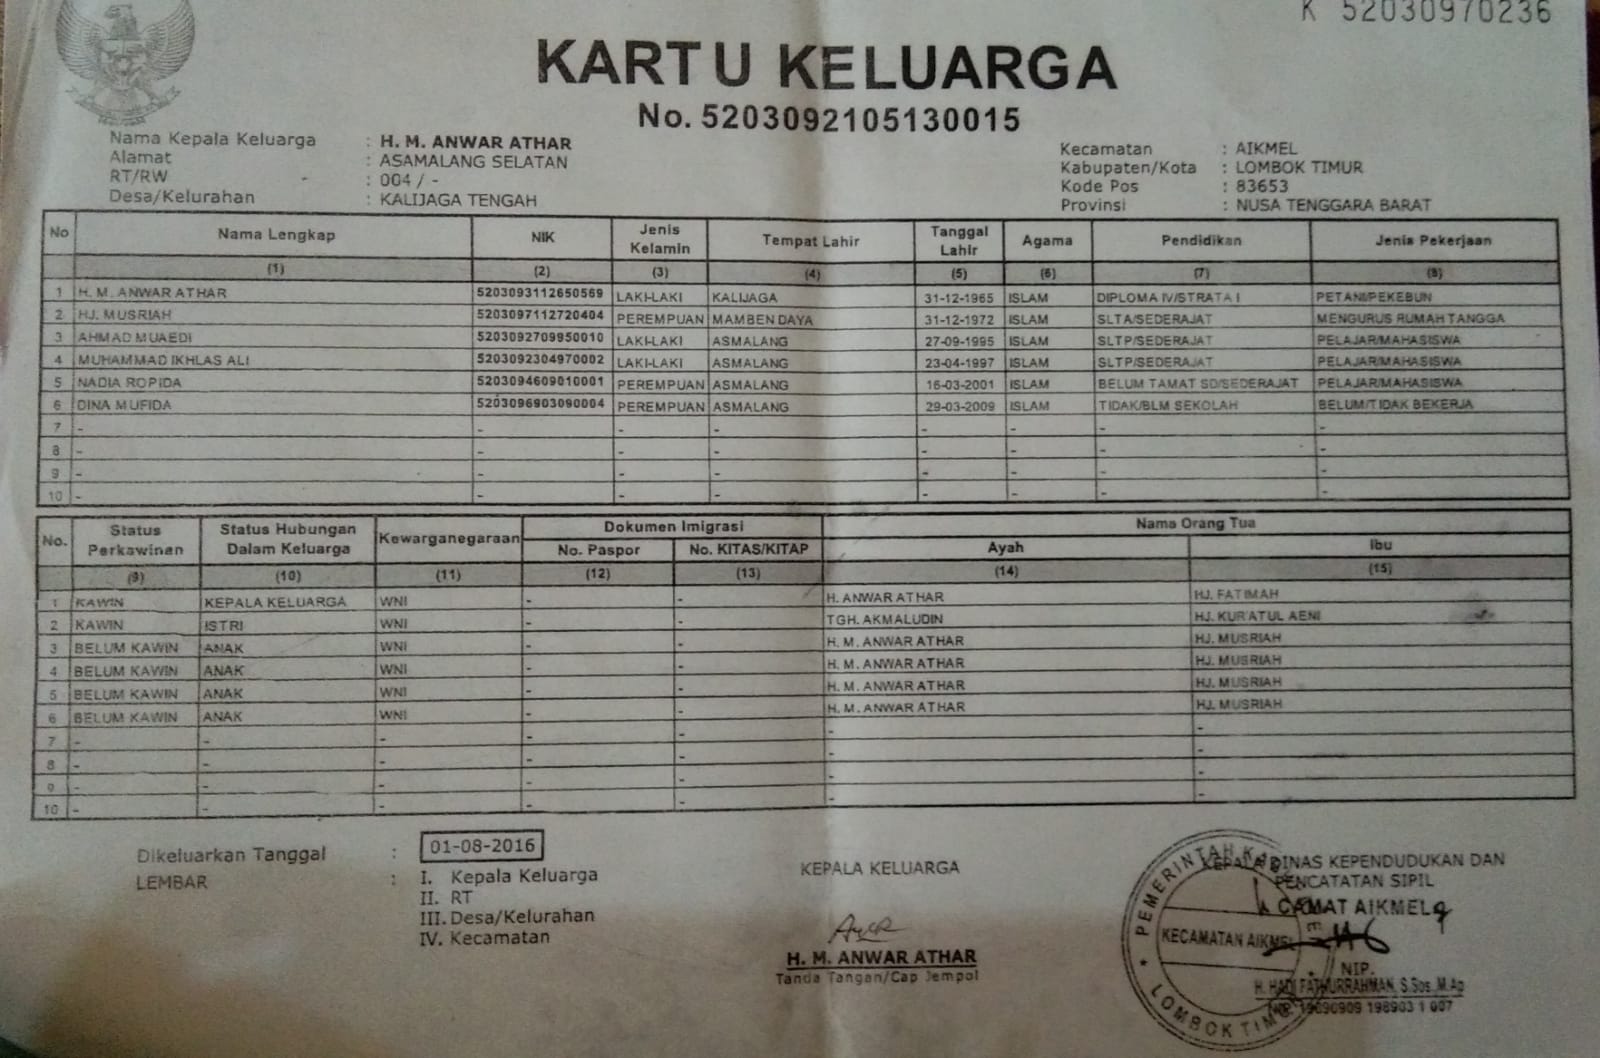 K 52030970236
KARTU KELUARGA
No. 5203092105130015
Nama Kepala Keluarga : H. M. ANWAR ATHAR
Alamat : ASAMALANG SELATAN
RT/RW : 004 / -
Desa/Kelurahan : KALIJAGA TENGAH
Kecamatan : AIKMEL
Kabupaten/Kota : LOMBOK TIMUR
Kode Pos : 83653
Provinsi : NUSA TENGGARA BARAT
No Nama Lengkap NIK Jenis Kelamin Tempat Lahir Tanggal Lahir Agama Pendidikan Jenis Pekerjaan
(1) (2) (3) (4) (5) (6) (7) (8)
1 H. M. ANWAR ATHAR 5203093112650569 LAKI-LAKI KALIJAGA 31-12-1965 ISLAM DIPLOMA IV/STRATA I PETANI/PEKEBUN
2 HJ. MUSRIAH 5203097112720404 PEREMPUAN MAMBEN DAYA 31-12-1972 ISLAM SLTA/SEDERAJAT MENGURUS RUMAH TANGGA
3 AHMAD MUAEDI 5203092709950010 LAKI-LAKI ASMALANG 27-09-1995 ISLAM SLTP/SEDERAJAT PELAJAR/MAHASISWA
4 MUHAMMAD IKHLAS ALI 5203092304970002 LAKI-LAKI ASMALANG 23-04-1997 ISLAM SLTP/SEDERAJAT PELAJAR/MAHASISWA
5 NADIA ROPIDA 5203094609010001 PEREMPUAN ASMALANG 16-03-2001 ISLAM BELUM TAMAT SD/SEDERAJAT PELAJAR/MAHASISWA
6 DINA MUFIDA 5203096903090004 PEREMPUAN ASMALANG 29-03-2009 ISLAM TIDAK/BLM SEKOLAH BELUM/TIDAK BEKERJA
7 - - - - - - - -
8 - - - - - - - -
9 - - - - - - - -
10 - - - - - - - -
No. Status Perkawinan Status Hubungan Dalam Keluarga Kewarganegaraan Dokumen Imigrasi Nama Orang Tua
No. Paspor No. KITAS/KITAP Ayah Ibu
(9) (10) (11) (12) (13) (14) (15)
1 KAWIN KEPALA KELUARGA WNI - - H. ANWAR ATHAR HJ. FATIMAH
2 KAWIN ISTRI WNI - - TGH. AKMALUDIN HJ. KUR'ATUL AENI
3 BELUM KAWIN ANAK WNI - - H. M. ANWAR ATHAR HJ. MUSRIAH
4 BELUM KAWIN ANAK WNI - - H. M. ANWAR ATHAR HJ. MUSRIAH
5 BELUM KAWIN ANAK WNI - - H. M. ANWAR ATHAR HJ. MUSRIAH
6 BELUM KAWIN ANAK WNI - - H. M. ANWAR ATHAR HJ. MUSRIAH
7 - - - - - - -
8 - - - - - - -
9 - - - - - - -
10 - - - - - - -
Dikeluarkan Tanggal : 01-08-2016
LEMBAR : I. Kepala Keluarga
II. RT
III. Desa/Kelurahan
IV. Kecamatan
KEPALA KELUARGA
H. M. ANWAR ATHAR
Tanda Tangan/Cap Jempol
KEPALA DINAS KEPENDUDUKAN DAN
PENCATATAN SIPIL
CAMAT AIKMEL
NIP.
H. HADI FATHURRAHMAN, S.Sos, M.Ap
PEMERINTAH
KECAMATAN AIKMEL
LOMBOK TIMUR